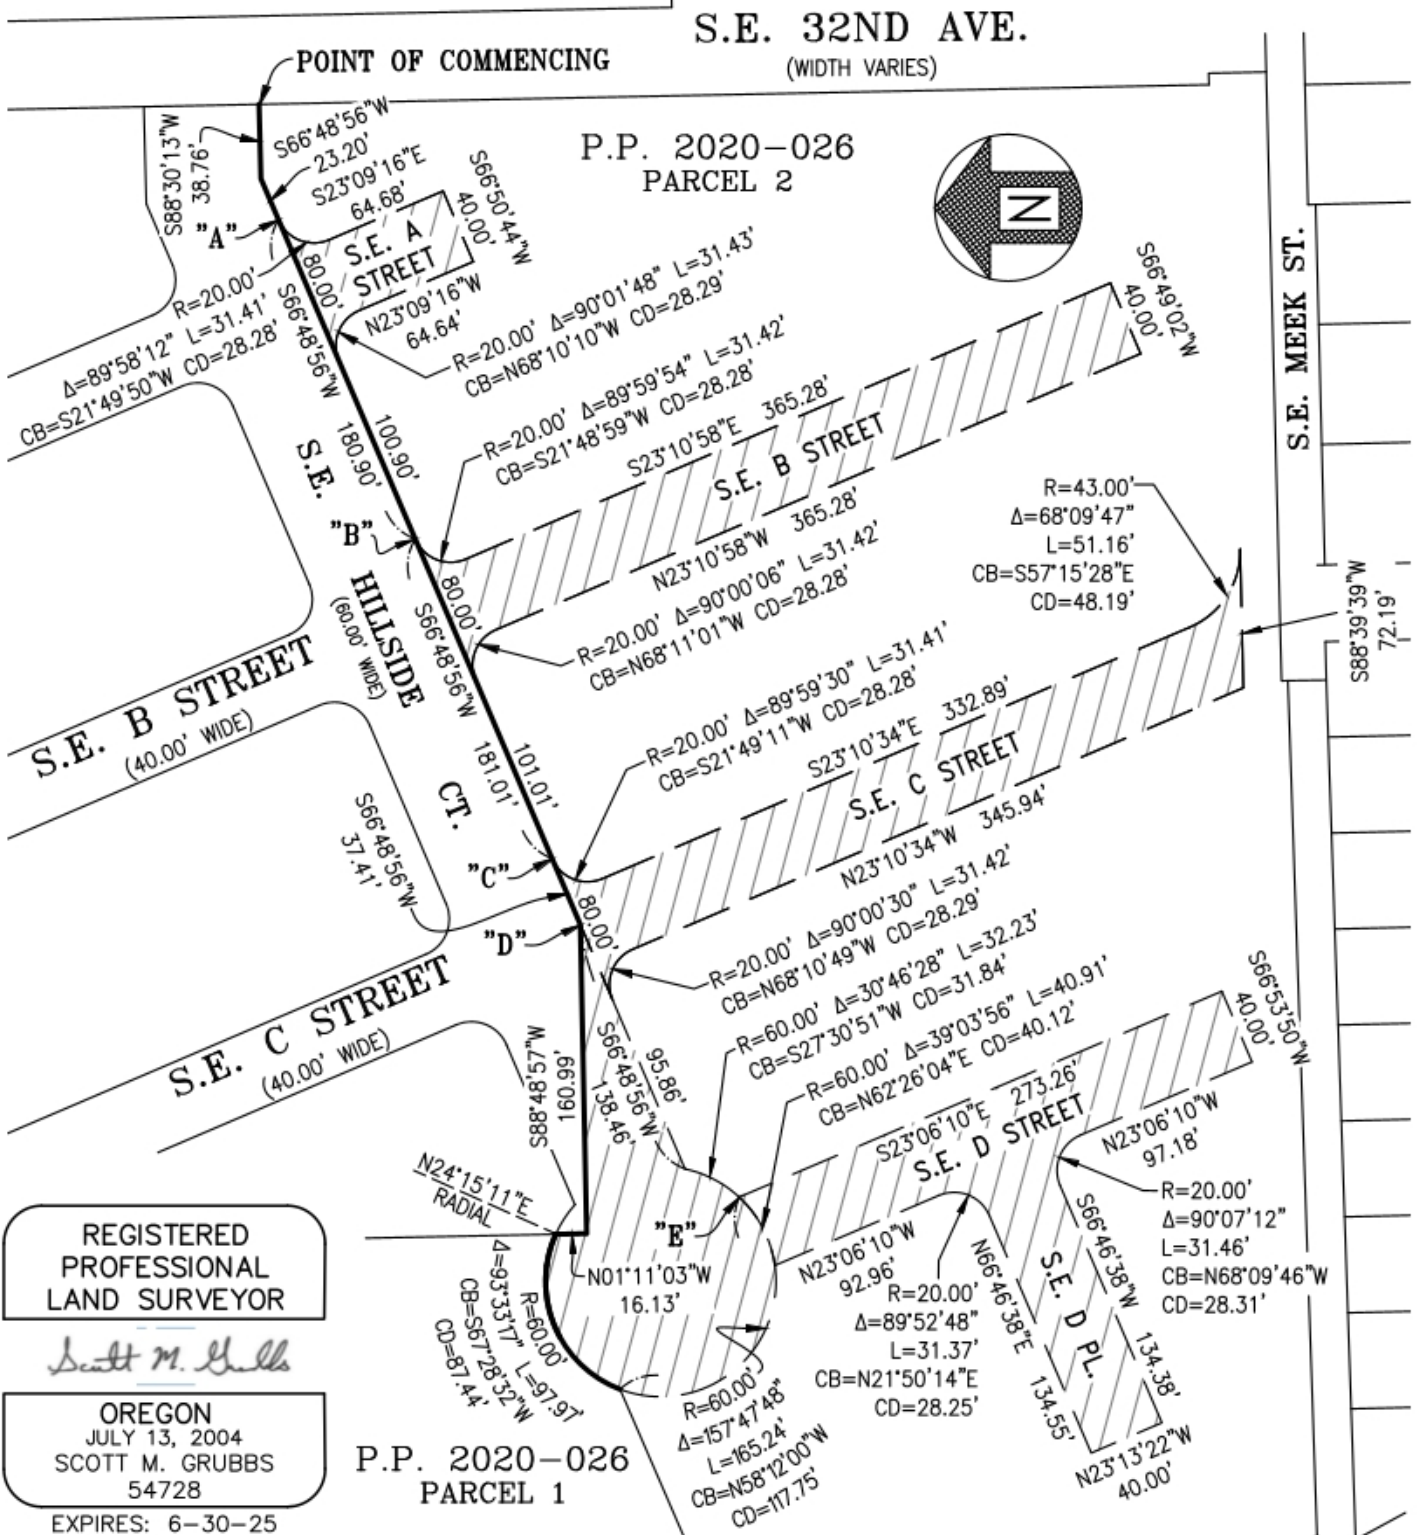 S.E. 32ND AVE.
(WIDTH VARIES)
POINT OF COMMENCING
P.P. 2020-026
PARCEL 2
N
S88°30'13"W
38.76'
S66°48'56"W
23.20'
S23°09'16"E
64.68'
S66°50'44"W
40.00'
"A"
S.E. A
STREET
80.00'
N23°09'16"W
64.64'
R=20.00'
Δ=89°58'12" L=31.41'
CB=S21°49'50"W CD=28.28'
S66°48'56"W
180.90'
100.90'
R=20.00' Δ=90°01'48" L=31.43'
CB=N68°10'10"W CD=28.29'
R=20.00' Δ=89°59'54" L=31.42'
CB=S21°48'59"W CD=28.28'
S66°49'02"W
40.00'
S23°10'58"E 365.28'
S.E. B STREET
N23°10'58"W 365.28'
S.E. MEEK ST.
"B"
80.00'
S.E. HILLSIDE CT.
(60.00' WIDE)
S66°48'56"W
181.01'
101.01'
R=20.00' Δ=90°00'06" L=31.42'
CB=N68°11'01"W CD=28.28'
R=43.00'
Δ=68°09'47"
L=51.16'
CB=S57°15'28"E
CD=48.19'
S88°39'39"W
72.19'
S.E. B STREET
(40.00' WIDE)
R=20.00' Δ=89°59'30" L=31.41'
CB=S21°49'11"W CD=28.28'
S23°10'34"E 332.89'
S.E. C STREET
N23°10'34"W 345.94'
S66°48'56"W
37.41'
"C"
80.00'
"D"
R=20.00' Δ=90°00'30" L=31.42'
CB=N68°10'49"W CD=28.29'
R=60.00' Δ=30°46'28" L=32.23'
CB=S27°30'51"W CD=31.84'
R=60.00' Δ=39°03'56" L=40.91'
CB=N62°26'04"E CD=40.12'
S.E. C STREET
(40.00' WIDE)
S88°48'57"W
160.99'
S66°48'56"W
138.46'
95.86'
S66°53'50"W
40.00'
S23°06'10"E 273.26'
S.E. D STREET
N23°06'10"W
97.18'
N24°15'11"E
RADIAL
"E"
N01°11'03"W
16.13'
N23°06'10"W
92.96'
R=20.00'
Δ=89°52'48"
L=31.37'
CB=N21°50'14"E
CD=28.25'
N66°46'38"E
134.55'
S.E. D PL.
S66°46'38"W
134.38'
R=20.00'
Δ=90°07'12"
L=31.46'
CB=N68°09'46"W
CD=28.31'
N23°13'22"W
40.00'
R=60.00'
Δ=93°33'17" L=97.97'
CB=S67°28'32"W
CD=87.44'
R=60.00'
Δ=157°47'48"
L=165.24'
CB=N58°12'00"W
CD=117.75'
P.P. 2020-026
PARCEL 1
REGISTERED
PROFESSIONAL
LAND SURVEYOR
Scott M. Grubbs
OREGON
JULY 13, 2004
SCOTT M. GRUBBS
54728
EXPIRES: 6-30-25